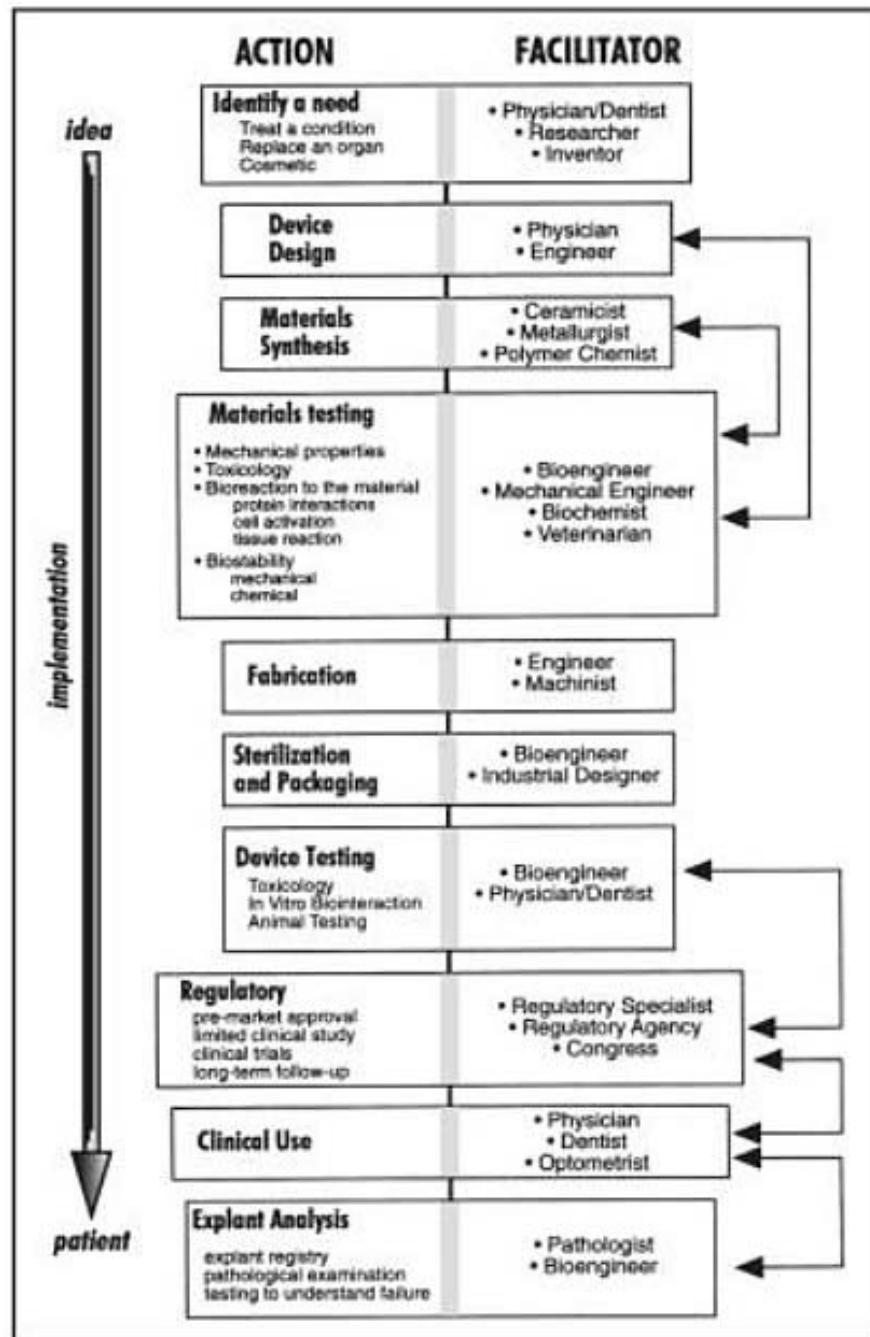 ACTION FACILITATOR
idea
implementation
patient
Identify a need
Treat a condition
Replace an organ
Cosmetic
• Physician/Dentist
• Researcher
• Inventor
Device
Design
• Physician
• Engineer
Materials
Synthesis
• Ceramicist
• Metallurgist
• Polymer Chemist
Materials testing
• Mechanical properties
• Toxicology
• Bioreaction to the material
protein interactions
cell activation
tissue reaction
• Biostability
mechanical
chemical
• Bioengineer
• Mechanical Engineer
• Biochemist
• Veterinarian
Fabrication
• Engineer
• Machinist
Sterilization
and Packaging
• Bioengineer
• Industrial Designer
Device Testing
Toxicology
In Vitro Biointeraction
Animal Testing
• Bioengineer
• Physician/Dentist
Regulatory
pre-market approval
limited clinical study
clinical trials
long-term follow-up
• Regulatory Specialist
• Regulatory Agency
• Congress
Clinical Use
• Physician
• Dentist
• Optometrist
Explant Analysis
explant registry
pathological examination
testing to understand failure
• Pathologist
• Bioengineer